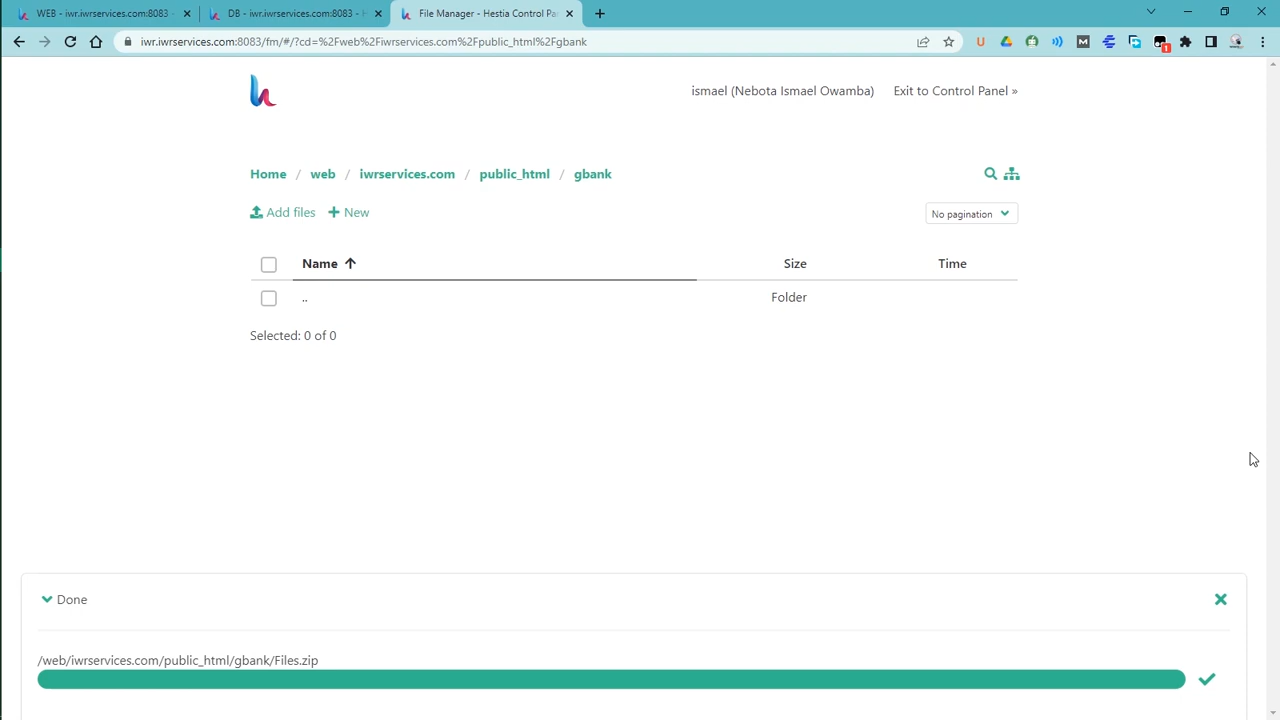 WEB - iwr.iwrservices.com:8083 -
DB - iwr.iwrservices.com:8083 - H
File Manager - Hestia Control Pa
iwr.iwrservices.com:8083/fm/#/?cd=%2Fweb%2Fiwrservices.com%2Fpublic_html%2Fgbank
U
M
1
ismael (Nebota Ismael Owamba)
Exit to Control Panel »
Home / web / iwrservices.com / public_html / gbank
Add files
New
No pagination
Name
Size
Time
..
Folder
Selected: 0 of 0
Done
/web/iwrservices.com/public_html/gbank/Files.zip